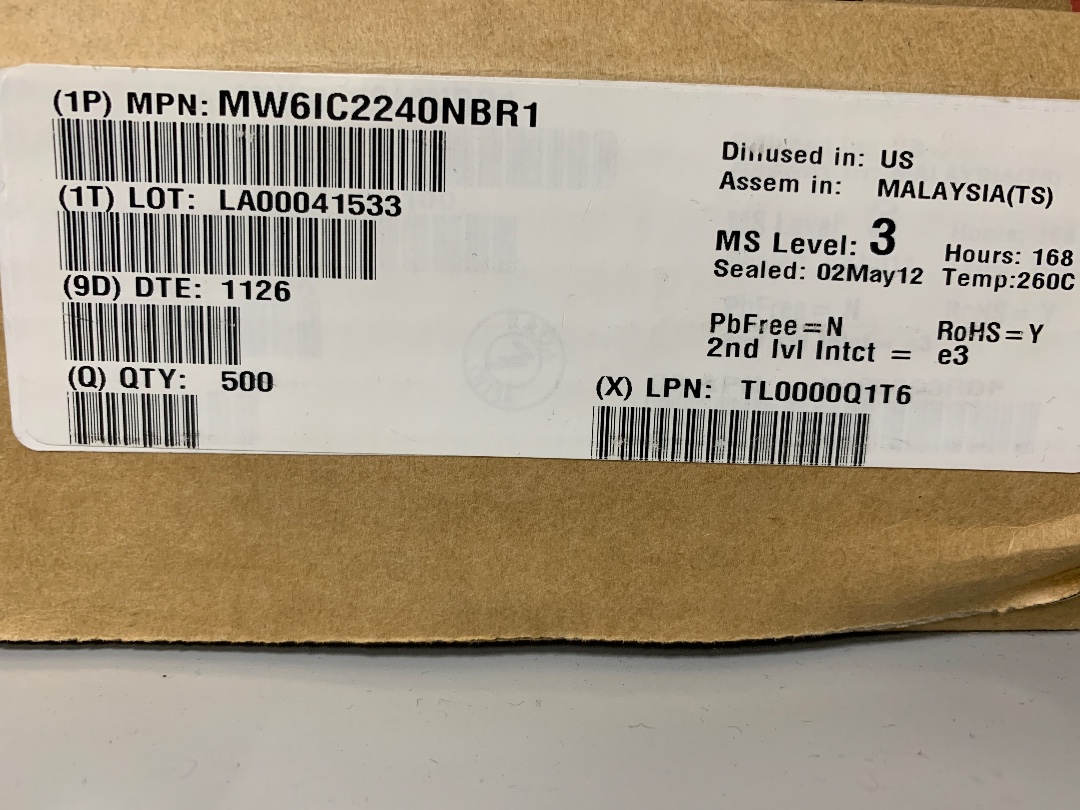 (1P) MPN: MW6IC2240NBR1
(1T) LOT: LA00041533
(9D) DTE: 1126
(Q) QTY: 500
Diffused in: US
Assem in: MALAYSIA(TS)
MS Level: 3 Hours: 168
Sealed: 02May12 Temp:260C
PbFree=N RoHS=Y
2nd lvl Intct = e3
(X) LPN: TL0000Q1T6